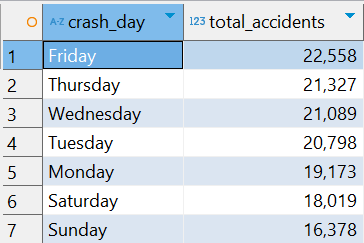 A-Z crash_day 123 total_accidents
1 Friday 22,558
2 Thursday 21,327
3 Wednesday 21,089
4 Tuesday 20,798
5 Monday 19,173
6 Saturday 18,019
7 Sunday 16,378